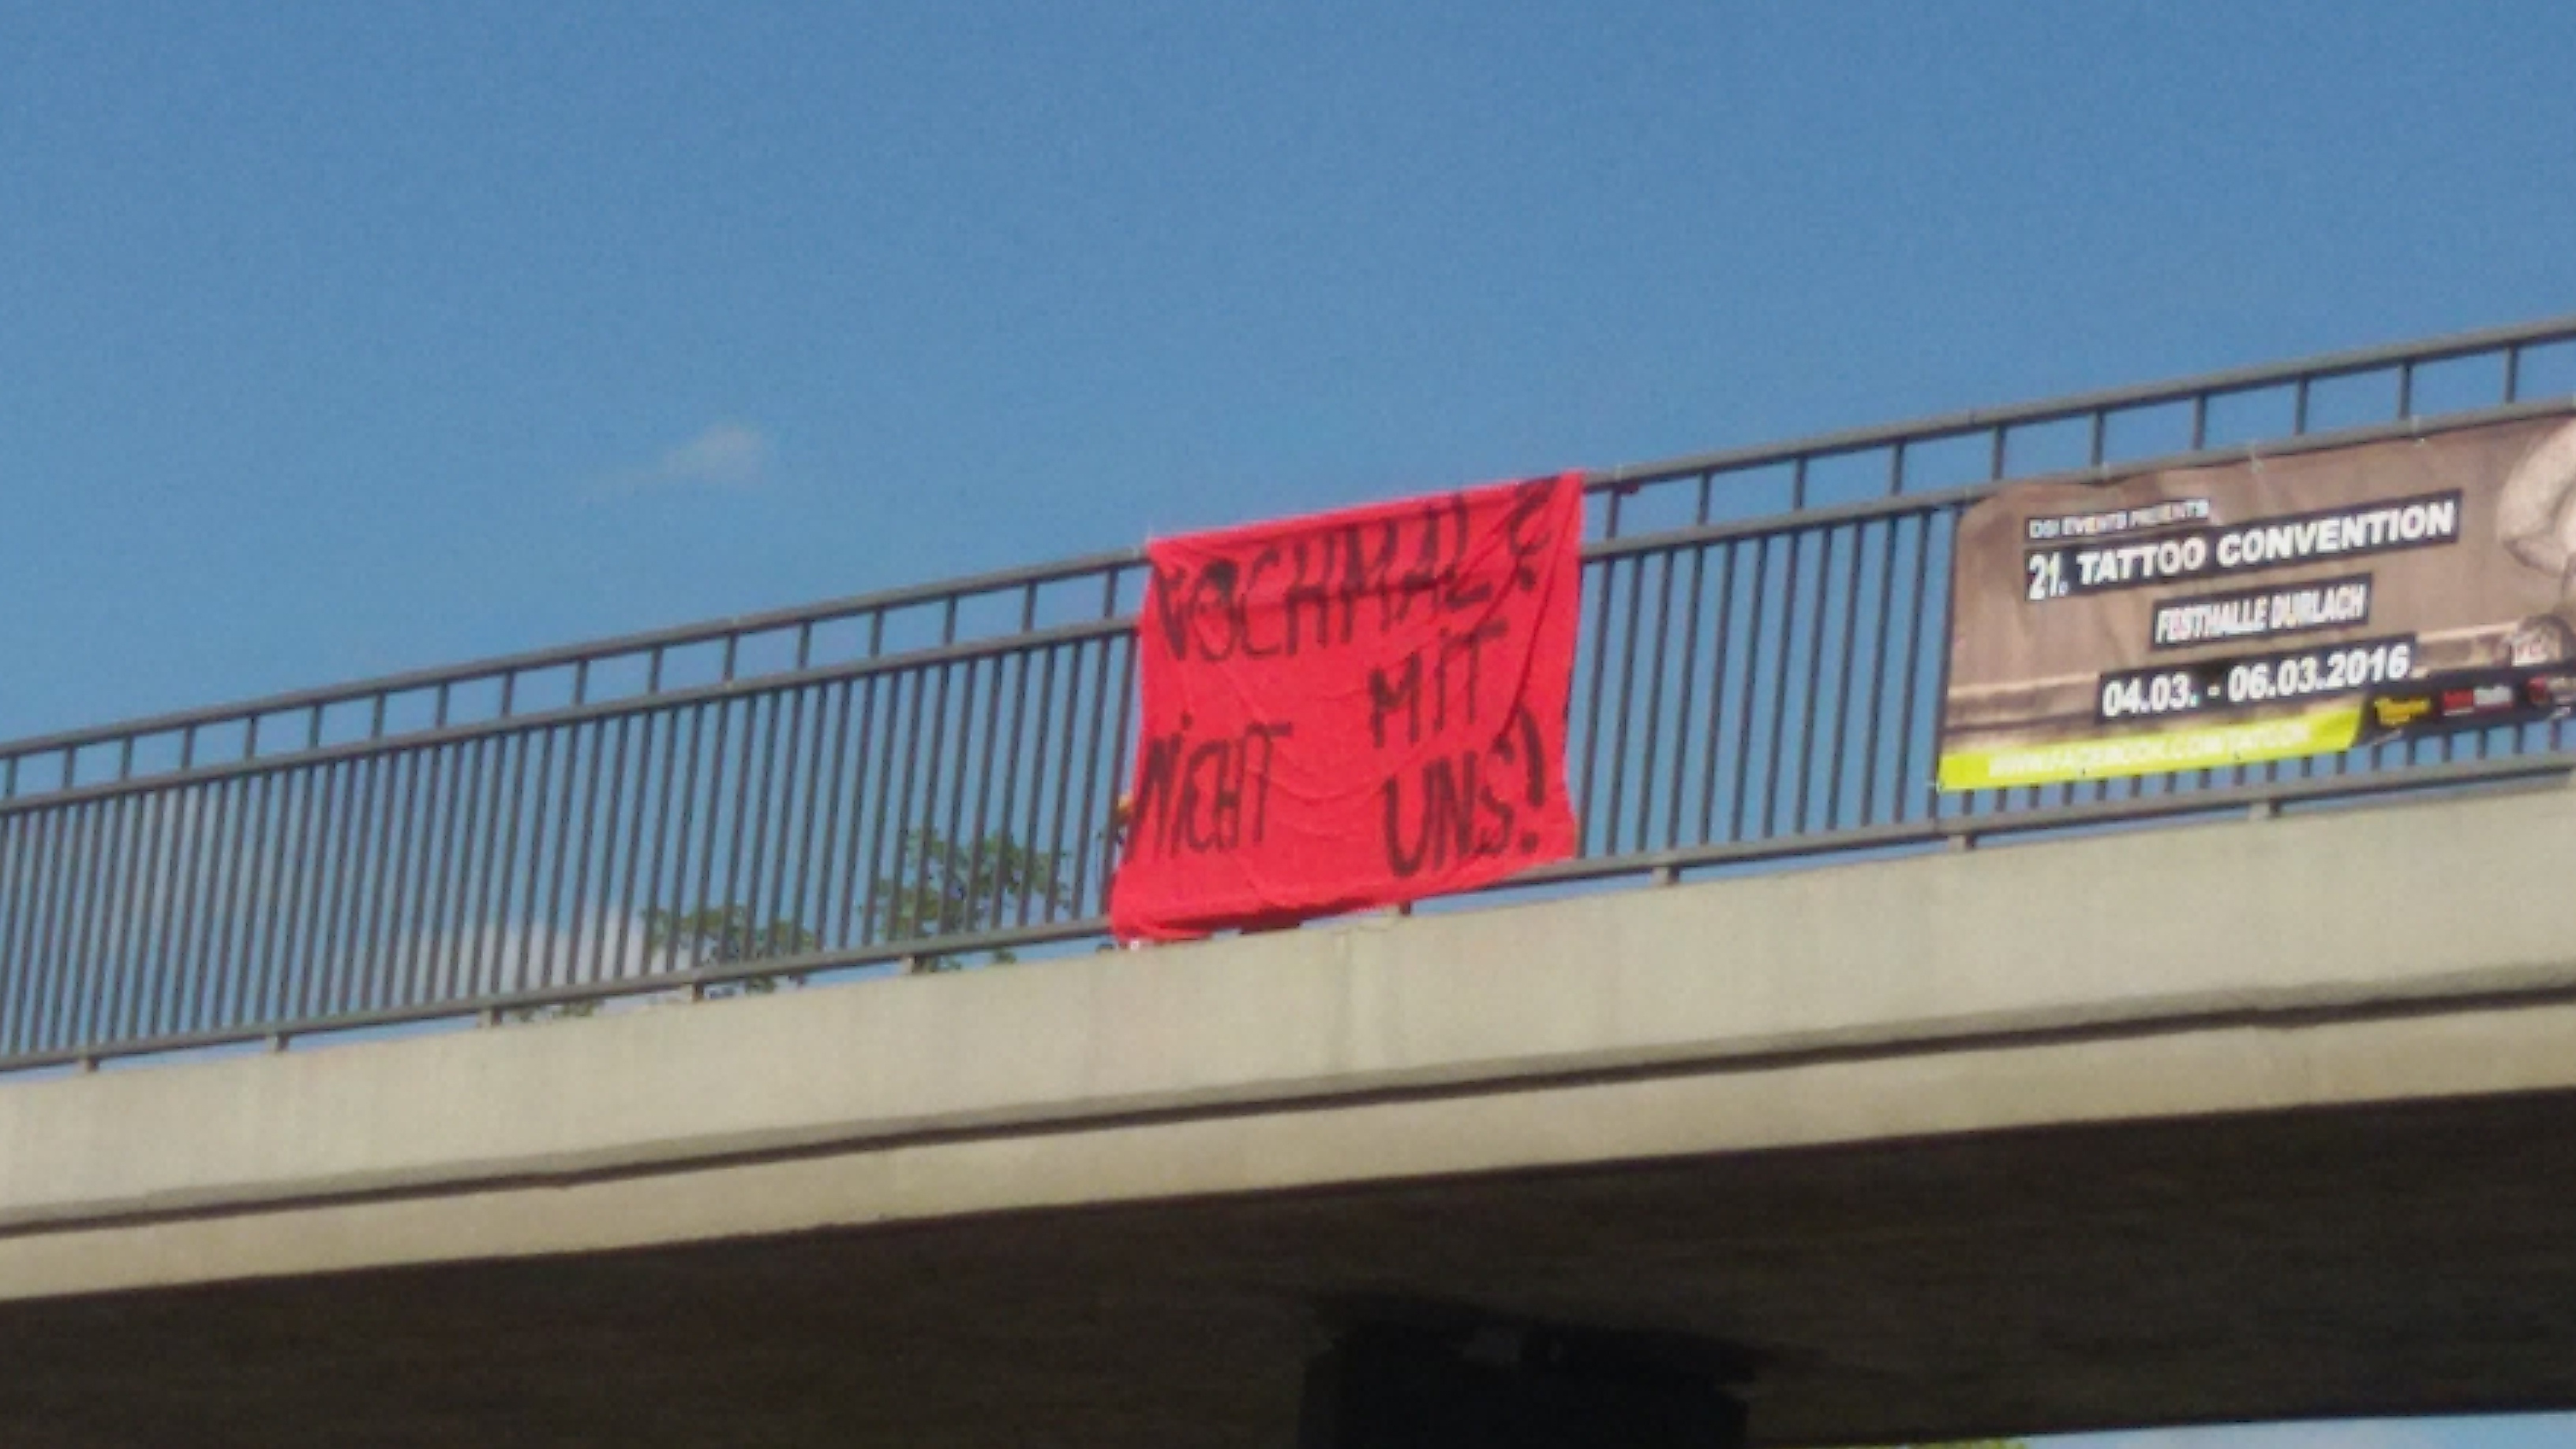 NOCHMAL?
NICHT MIT
UNS!
DSI EVENTS PRESENTS
21. TATTOO CONVENTION
FESTHALLE DURLACH
04.03. - 06.03.2016